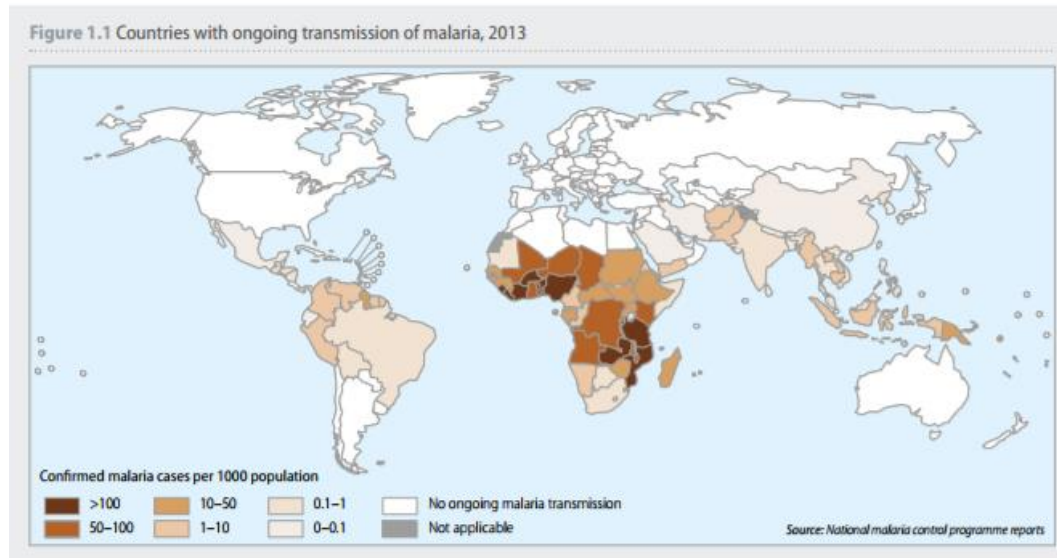 Figure 1.1 Countries with ongoing transmission of malaria, 2013
Confirmed malaria cases per 1000 population
>100 10–50 0.1–1 No ongoing malaria transmission
50–100 1–10 0–0.1 Not applicable
Source: National malaria control programme reports